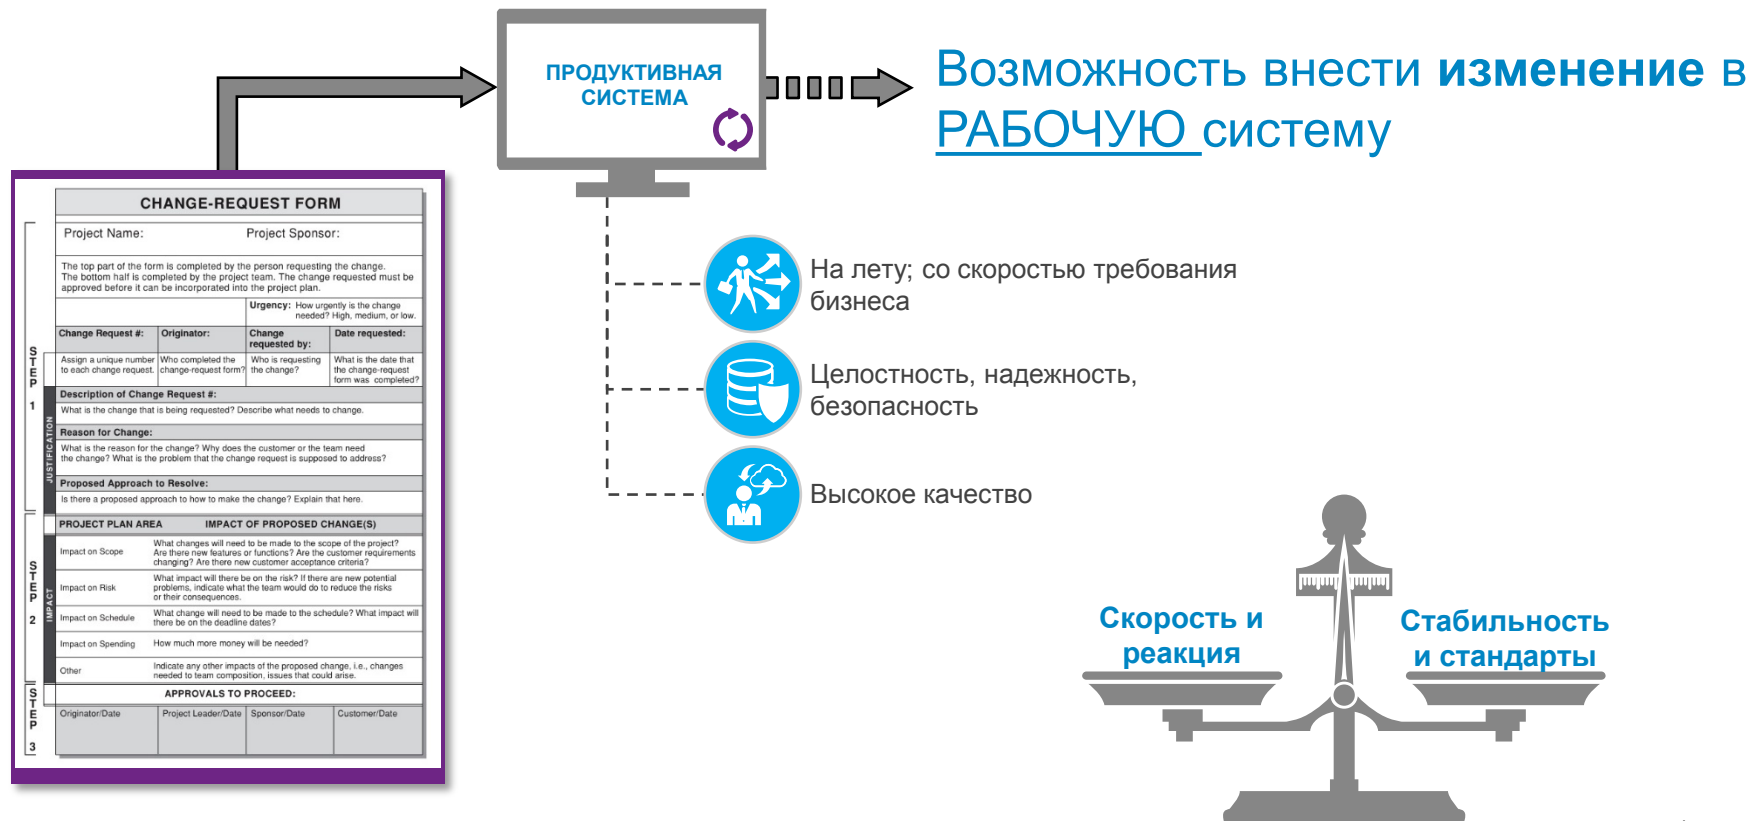 ПРОДУКТИВНАЯ
СИСТЕМА
Возможность внести изменение в
РАБОЧУЮ систему
CHANGE-REQUEST FORM
Project Name: Project Sponsor:
The top part of the form is completed by the person requesting the change.
The bottom half is completed by the project team. The change requested must be
approved before it can be incorporated into the project plan.
Urgency: How urgently is the change
needed? High, medium, or low.
Change Request #: Originator: Change requested by: Date requested:
Assign a unique number to each change request.
Who completed the change-request form?
Who is requesting the change?
What is the date that the change-request form was completed?
STEP 1
JUSTIFICATION
Description of Change Request #:
What is the change that is being requested? Describe what needs to change.
Reason for Change:
What is the reason for the change? Why does the customer or the team need
the change? What is the problem that the change request is supposed to address?
Proposed Approach to Resolve:
Is there a proposed approach to how to make the change? Explain that here.
STEP 2
IMPACT
PROJECT PLAN AREA IMPACT OF PROPOSED CHANGE(S)
Impact on Scope
What changes will need to be made to the scope of the project?
Are there new features or functions? Are the customer requirements
changing? Are there new customer acceptance criteria?
Impact on Risk
What impact will there be on the risk? If there are new potential
problems, indicate what the team would do to reduce the risks
or their consequences.
Impact on Schedule
What change will need to be made to the schedule? What impact will
there be on the deadline dates?
Impact on Spending How much more money will be needed?
Other
Indicate any other impacts of the proposed change, i.e., changes
needed to team composition, issues that could arise.
STEP 3
APPROVALS TO PROCEED:
Originator/Date Project Leader/Date Sponsor/Date Customer/Date
На лету; со скоростью требования
бизнеса
Целостность, надежность,
безопасность
Высокое качество
Скорость и
реакция
Стабильность
и стандарты